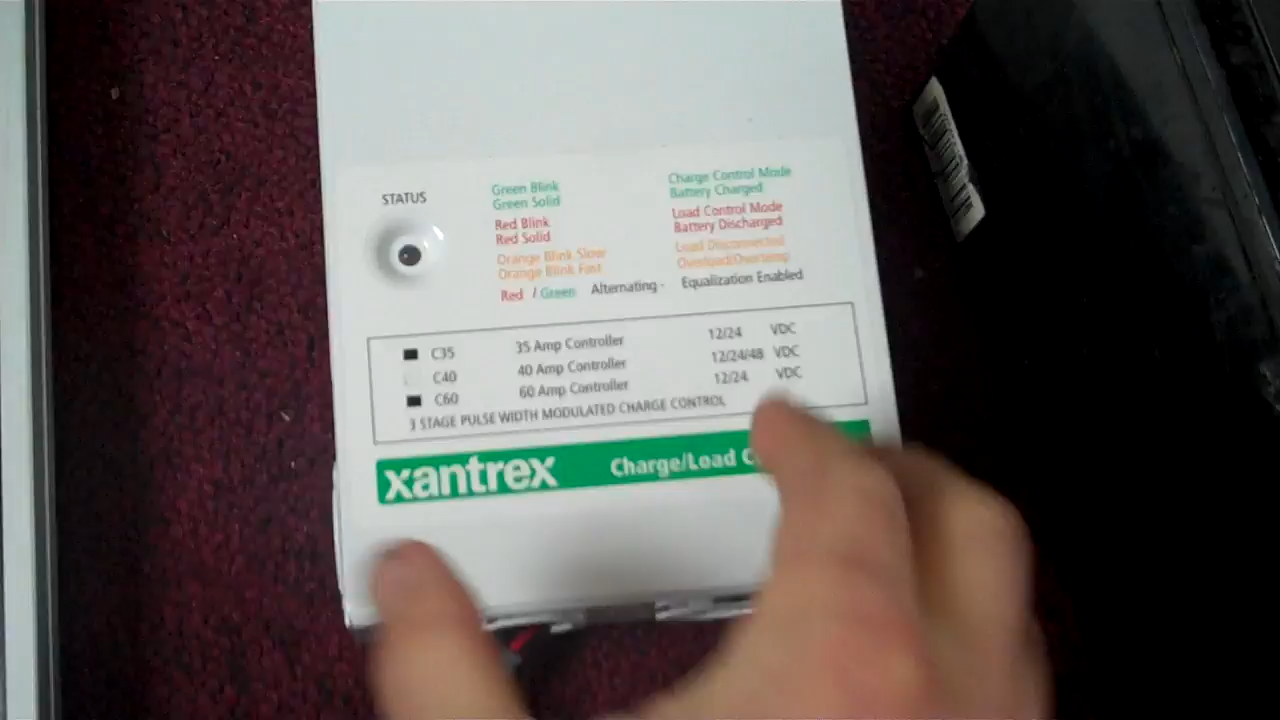 STATUS
Green Blink Charge Control Mode
Green Solid Battery Charged
Red Blink Load Control Mode
Red Solid Battery Discharged
Orange Blink Slow Load Disconnected
Orange Blink Fast Overload/Overtemp
Red / Green Alternating - Equalization Enabled
C35 35 Amp Controller 12/24 VDC
C40 40 Amp Controller 12/24/48 VDC
C60 60 Amp Controller 12/24 VDC
3 STAGE PULSE WIDTH MODULATED CHARGE CONTROL
xantrex Charge/Load